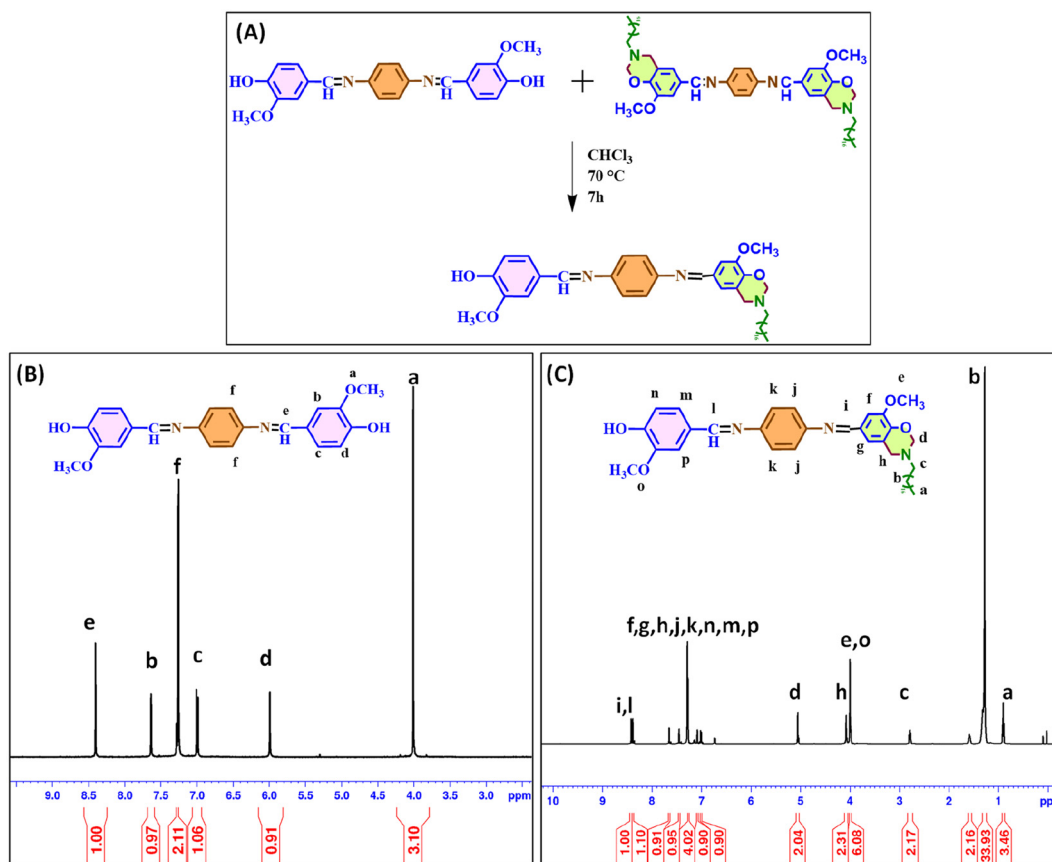 (A)
OCH₃
HO
C=N
H
N=C
H
OH
H₃CO
+
N
O
OCH₃
C=N
H
N=C
H
OCH₃
O
N
CHCl₃
70 °C
7h
OCH₃
HO
C=N
H
N
O
N
H₃CO
(B)
a
OCH₃
f
b
HO
C=N
H
e
N=C
H
OH
H₃CO
f
c
d
a
f
e
b
c
d
9.0 8.5 8.0 7.5 7.0 6.5 6.0 5.5 5.0 4.5 4.0 3.5 3.0 ppm
1.00 0.97 2.11 1.06 0.91 3.10
(C)
b
e
n m k j f OCH₃
l i
HO
C=N
H
N
O
d
g
N
H₃CO
p
k j
h
c
o
b
a
f,g,h,j,k,n,m,p
e,o
i,l
d
h
c
a
10 9 8 7 6 5 4 3 2 1 ppm
1.00 1.10 0.91 0.95 4.02 0.90 0.90 2.04 2.31 6.08 2.17 2.16 33.93 3.46